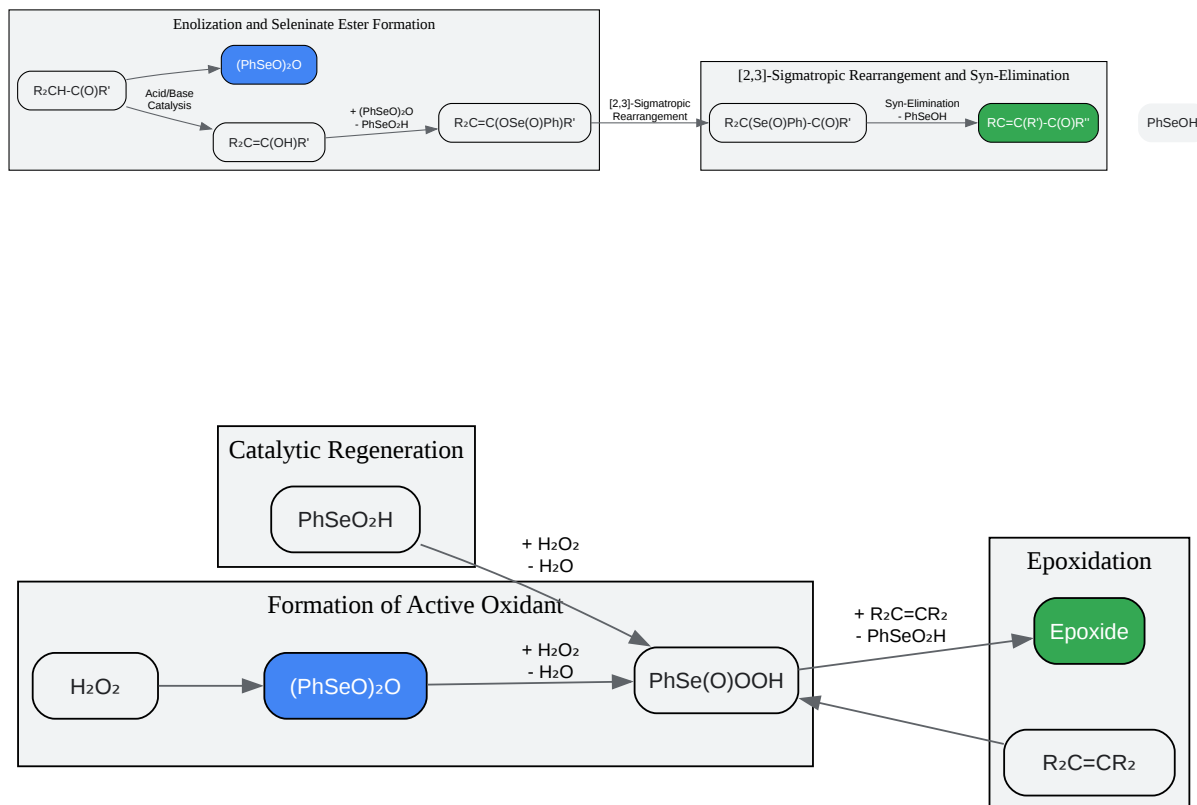 Enolization and Seleninate Ester Formation
(PhSeO)₂O
R₂CH-C(O)R'
Acid/Base
Catalysis
R₂C=C(OH)R'
+ (PhSeO)₂O
- PhSeO₂H
R₂C=C(OSe(O)Ph)R'
[2,3]-Sigmatropic
Rearrangement
[2,3]-Sigmatropic Rearrangement and Syn-Elimination
R₂C(Se(O)Ph)-C(O)R'
Syn-Elimination
- PhSeOH
RC=C(R')-C(O)R''
PhSeOH
Catalytic Regeneration
PhSeO₂H
+ H₂O₂
- H₂O
Formation of Active Oxidant
H₂O₂
(PhSeO)₂O
+ H₂O₂
- H₂O
PhSe(O)OOH
+ R₂C=CR₂
- PhSeO₂H
Epoxidation
Epoxide
R₂C=CR₂